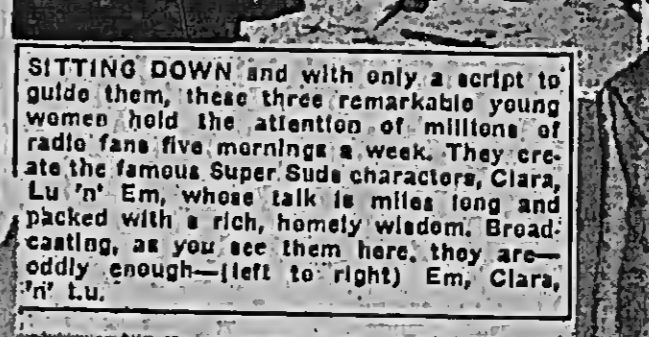 SITTING DOWN and with only a script to
guide them, these three remarkable young
women hold the attention of millions of
radio fans five mornings a week. They cre-
ate the famous Super Suds characters, Clara,
Lu 'n' Em, whose talk is miles long and
packed with a rich, homely wisdom. Broad-
casting, as you see them here, they are—
oddly enough—(left to right) Em, Clara,
'n' Lu.